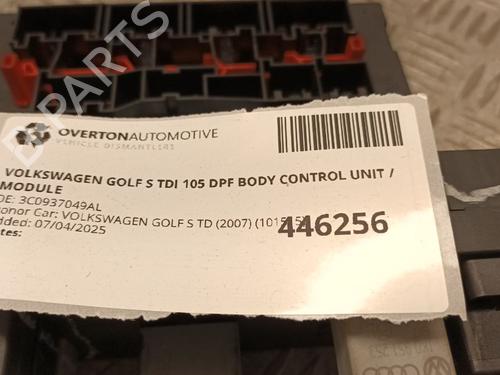 B-PARTS
OVERTONAUTOMOTIVE
VEHICLE DISMANTLERS
VOLKSWAGEN GOLF S TDI 105 DPF BODY CONTROL UNIT /
MODULE
DE: 3C0937049AL
onor Car: VOLKSWAGEN GOLF S TD (2007)
dded: 07/04/2025
tes:
446256